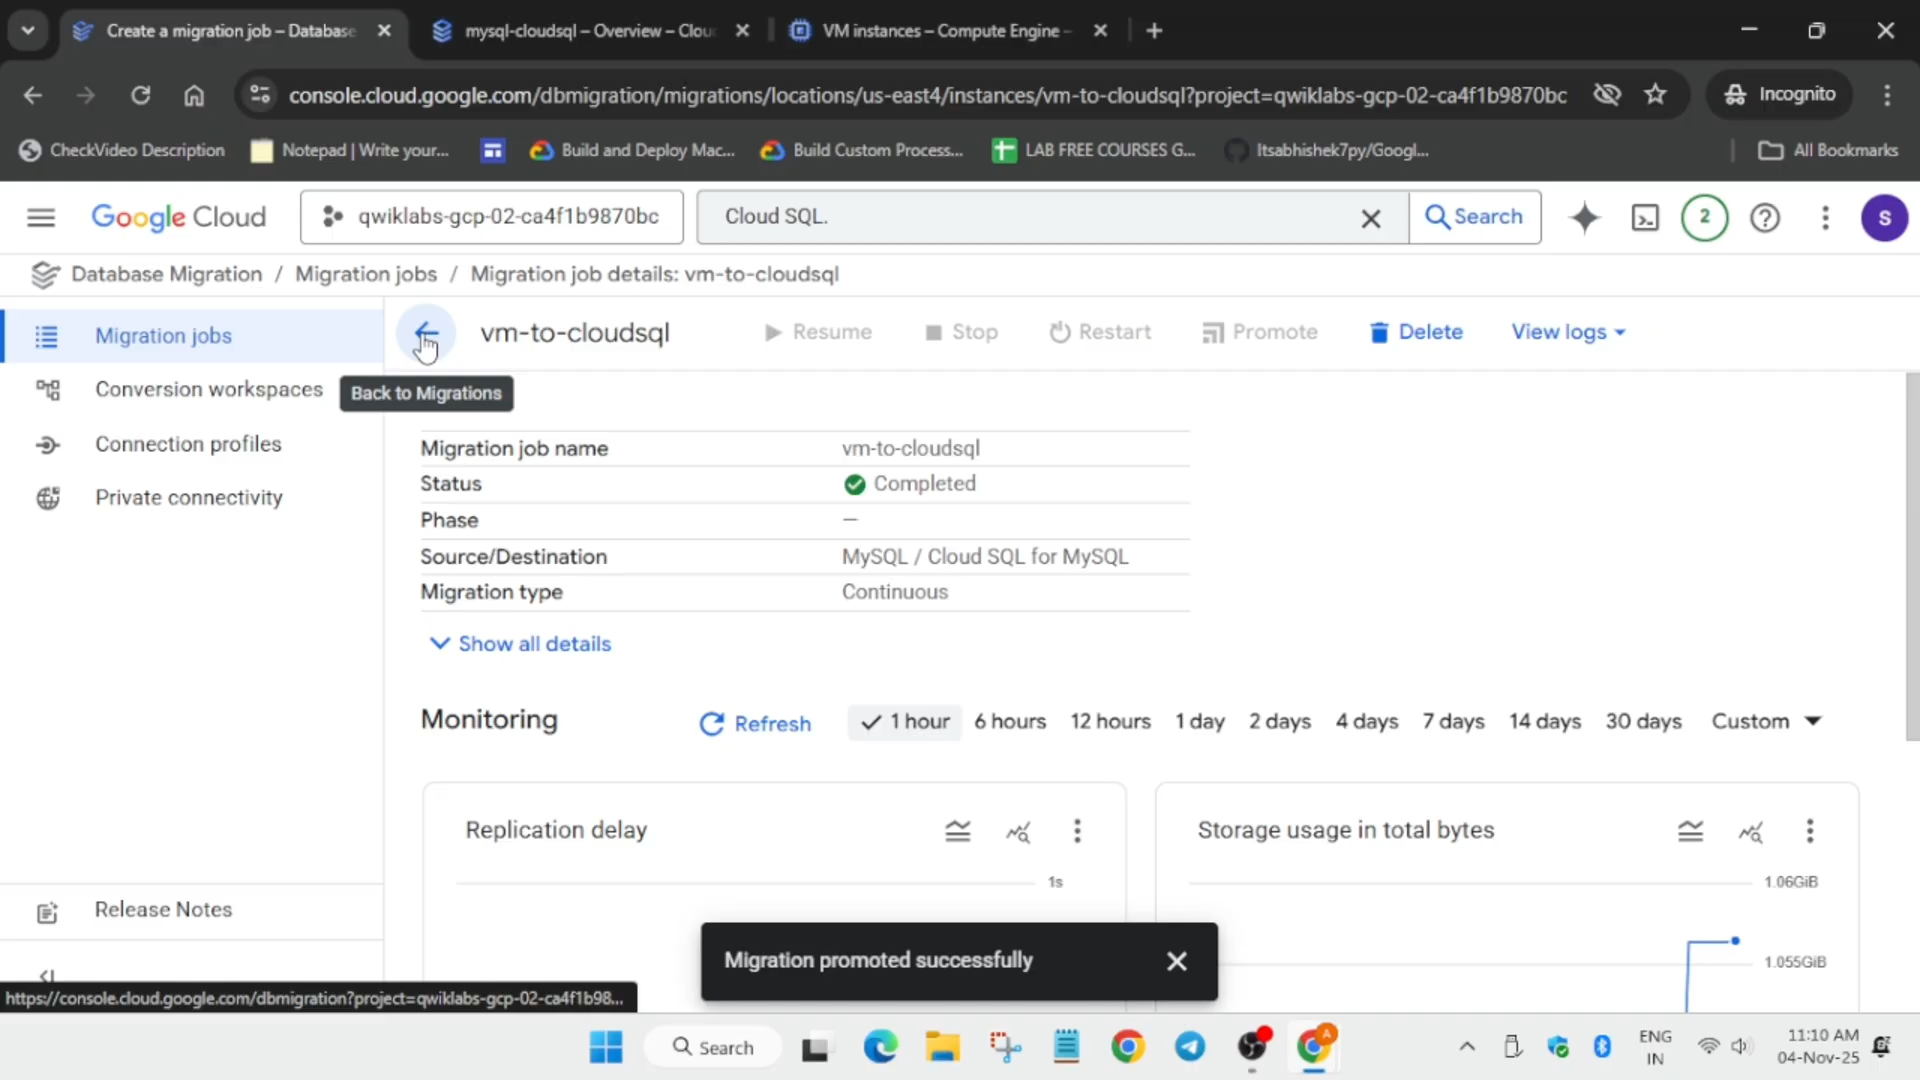 Create a migration job – Database
mysql-cloudsql – Overview – Clou
VM instances – Compute Engine –
console.cloud.google.com/dbmigration/migrations/locations/us-east4/instances/vm-to-cloudsql?project=qwiklabs-gcp-02-ca4f1b9870bc
Incognito
CheckVideo Description
Notepad | Write your...
Build and Deploy Mac...
Build Custom Process...
LAB FREE COURSES G...
Itsabhishek7py/Googl...
All Bookmarks
Google Cloud
qwiklabs-gcp-02-ca4f1b9870bc
Cloud SQL.
Search
2
S
Database Migration / Migration jobs / Migration job details: vm-to-cloudsql
Migration jobs
Conversion workspaces
Connection profiles
Private connectivity
Release Notes
vm-to-cloudsql
Resume
Stop
Restart
Promote
Delete
View logs
Back to Migrations
Migration job name vm-to-cloudsql
Status Completed
Phase —
Source/Destination MySQL / Cloud SQL for MySQL
Migration type Continuous
Show all details
Monitoring
Refresh
1 hour
6 hours
12 hours
1 day
2 days
4 days
7 days
14 days
30 days
Custom
Replication delay
1s
Storage usage in total bytes
1.06GiB
1.055GiB
Migration promoted successfully
https://console.cloud.google.com/dbmigration?project=qwiklabs-gcp-02-ca4f1b98...
Search
A
ENG
IN
11:10 AM
04-Nov-25